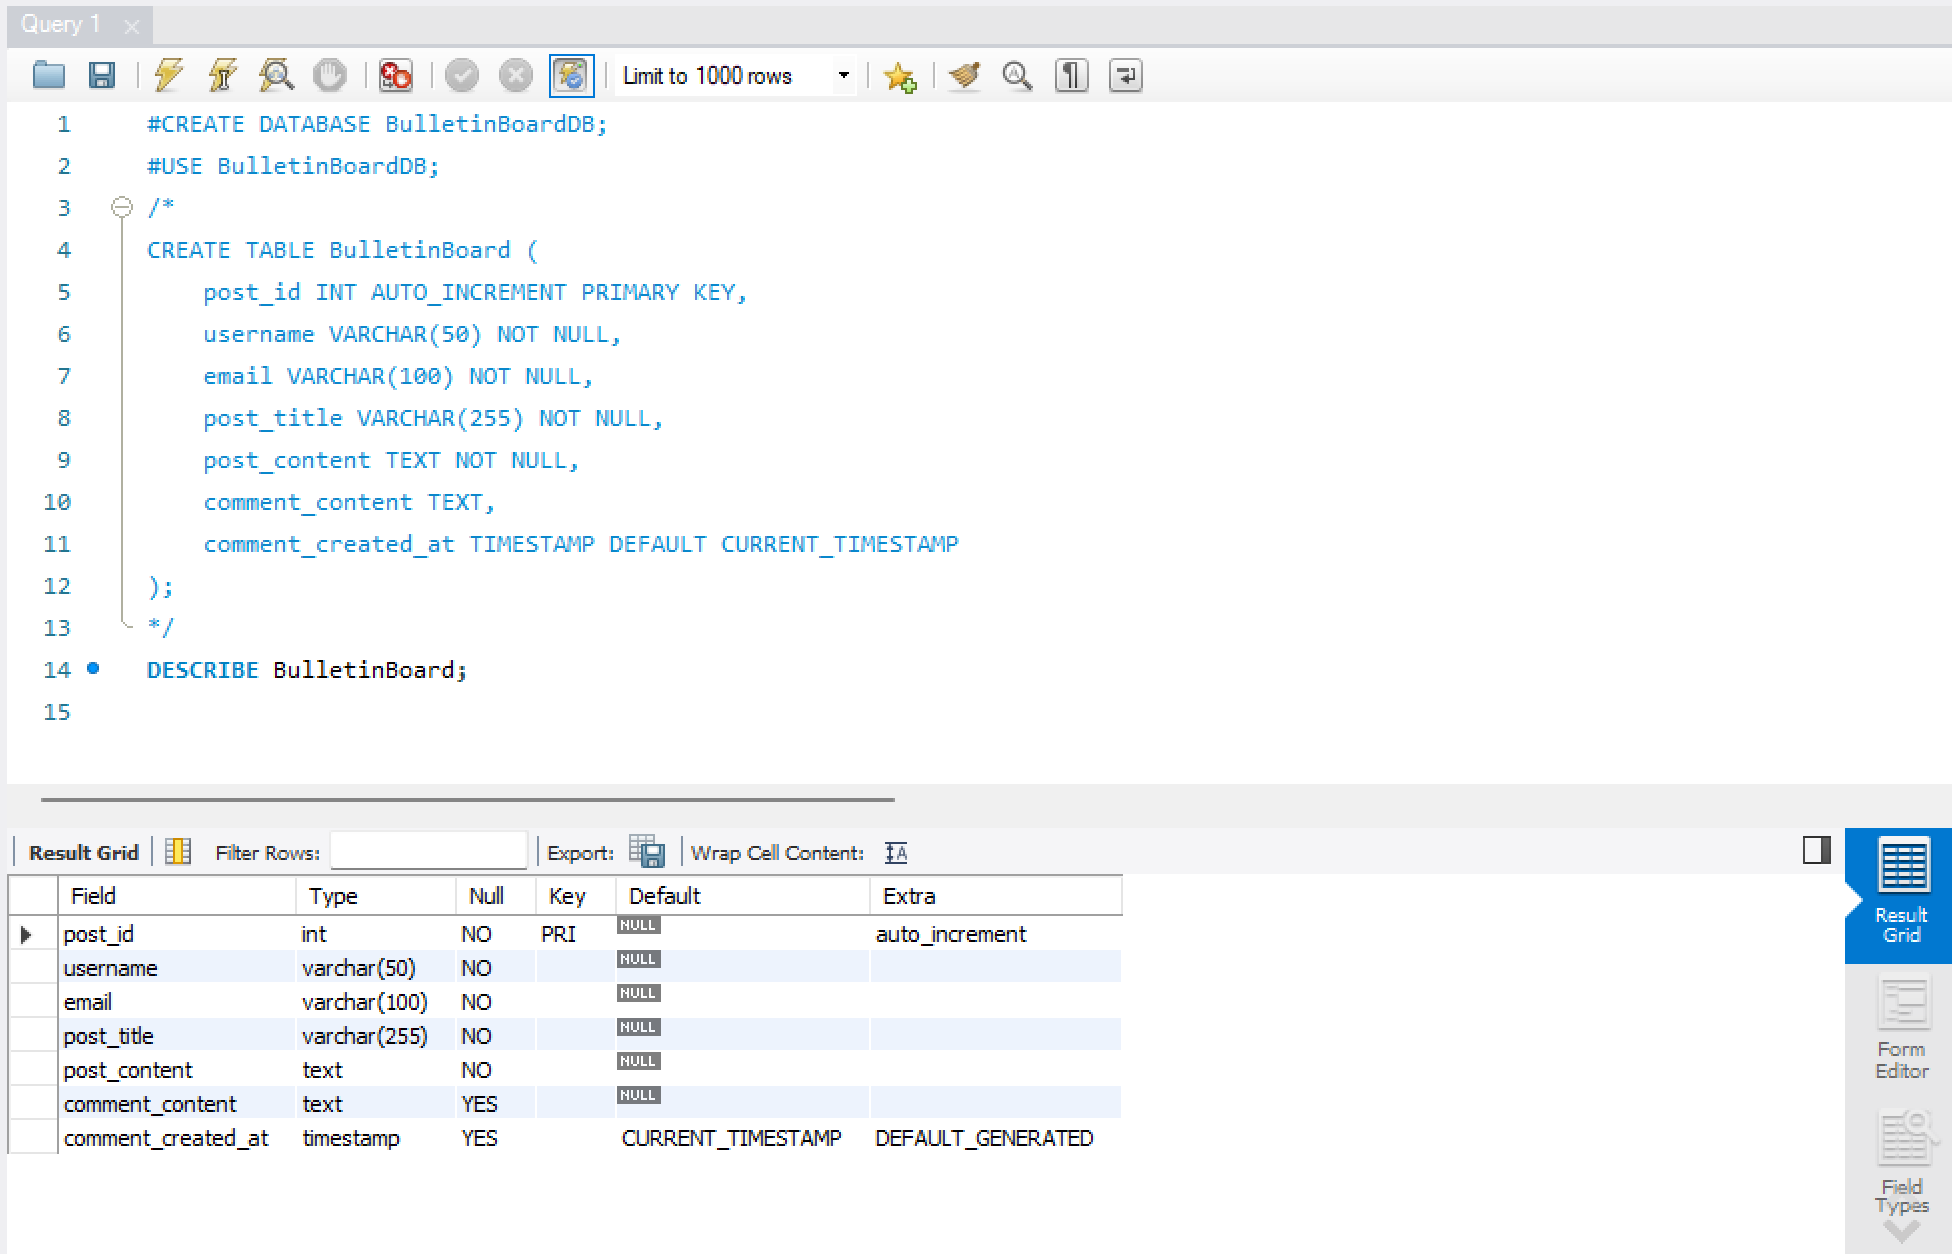 Query 1
Limit to 1000 rows
1 #CREATE DATABASE BulletinBoardDB;
2 #USE BulletinBoardDB;
3 /*
4 CREATE TABLE BulletinBoard (
5 post_id INT AUTO_INCREMENT PRIMARY KEY,
6 username VARCHAR(50) NOT NULL,
7 email VARCHAR(100) NOT NULL,
8 post_title VARCHAR(255) NOT NULL,
9 post_content TEXT NOT NULL,
10 comment_content TEXT,
11 comment_created_at TIMESTAMP DEFAULT CURRENT_TIMESTAMP
12 );
13 */
14 DESCRIBE BulletinBoard;
15
Result Grid Filter Rows: Export: Wrap Cell Content:
Field Type Null Key Default Extra
post_id int NO PRI NULL auto_increment
username varchar(50) NO NULL
email varchar(100) NO NULL
post_title varchar(255) NO NULL
post_content text NO NULL
comment_content text YES NULL
comment_created_at timestamp YES CURRENT_TIMESTAMP DEFAULT_GENERATED
Result
Grid
Form
Editor
Field
Types